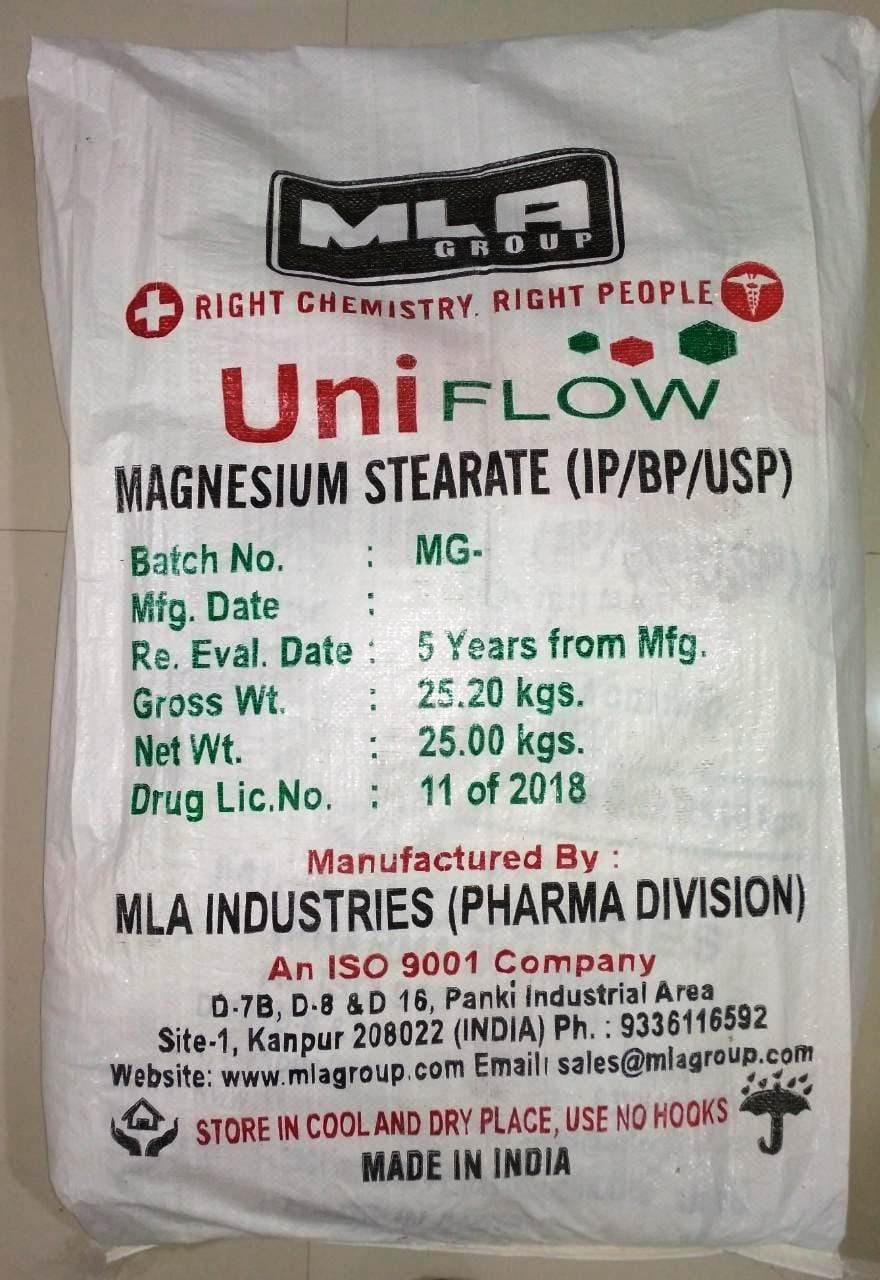 MLA
GROUP
RIGHT CHEMISTRY. RIGHT PEOPLE
UniFLOW
MAGNESIUM STEARATE (IP/BP/USP)
Batch No. : MG-
Mfg. Date :
Re. Eval. Date : 5 Years from Mfg.
Gross Wt. : 25.20 kgs.
Net Wt. : 25.00 kgs.
Drug Lic.No. : 11 of 2018
Manufactured By :
MLA INDUSTRIES (PHARMA DIVISION)
An ISO 9001 Company
D-7B, D-8 & D 16, Panki Industrial Area
Site-1, Kanpur 208022 (INDIA) Ph. : 9336116592
Website: www.mlagroup.com Email: sales@mlagroup.com
STORE IN COOL AND DRY PLACE, USE NO HOOKS
MADE IN INDIA